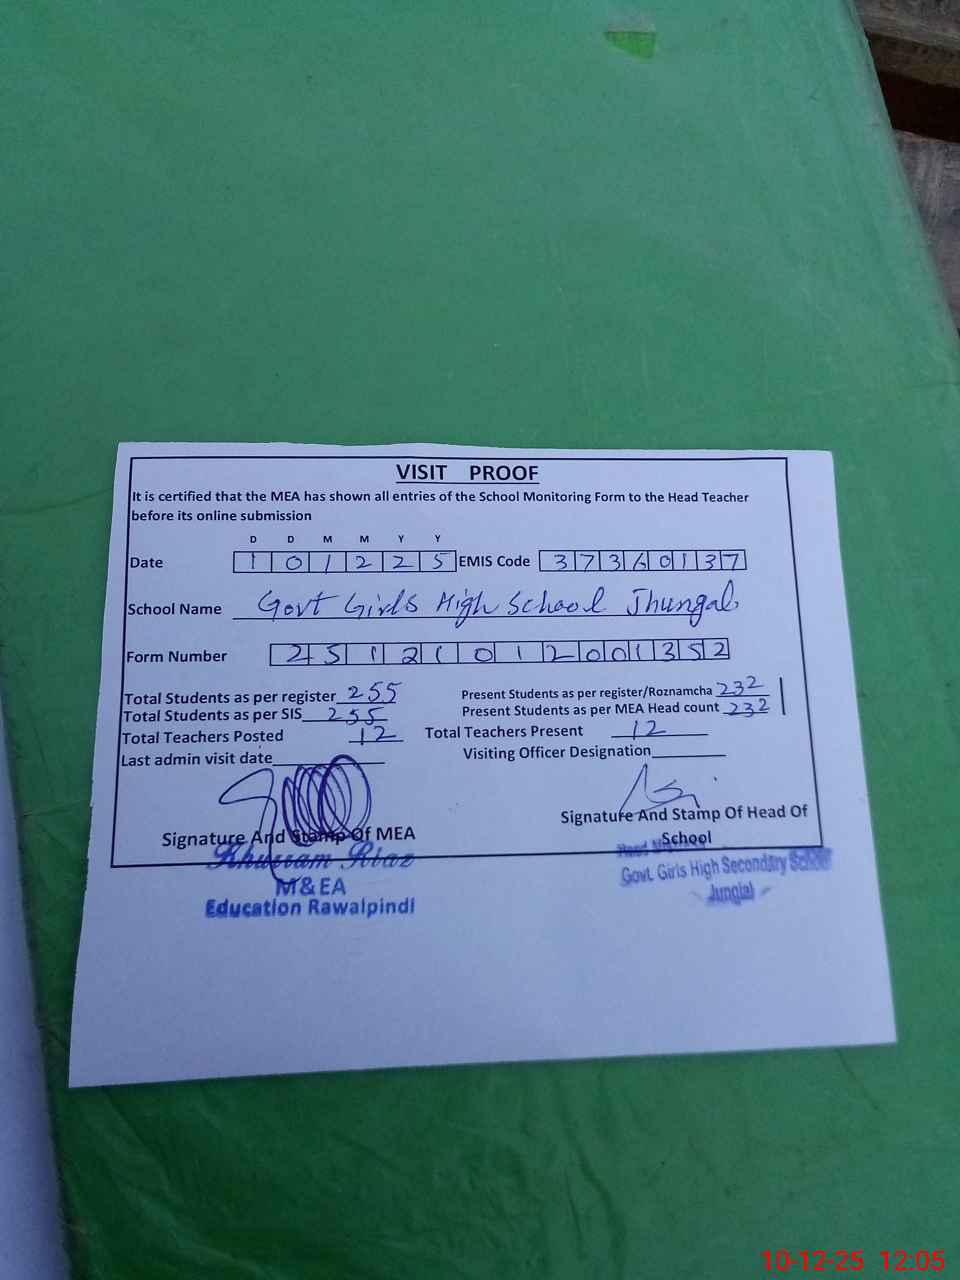 VISIT PROOF
It is certified that the MEA has shown all entries of the School Monitoring Form to the Head Teacher
before its online submission
D D M M Y Y
Date 1 0 1 2 2 5 EMIS Code 3 7 3 6 0 1 3 7
School Name Govt Girls High School Jhungal
Form Number 2 5 1 2 1 0 1 2 0 0 1 3 5 2
Total Students as per register 255 Present Students as per register/Roznamcha 232
Total Students as per SIS 255 Present Students as per MEA Head count 232
Total Teachers Posted 12 Total Teachers Present 12
Last admin visit date Visiting Officer Designation
Signature And Stamp Of MEA Signature And Stamp Of Head Of
School
Khurram Riaz
M&EA Govt. Girls High Secondary School
Education Rawalpindi Jungial
10-12-25 12:05